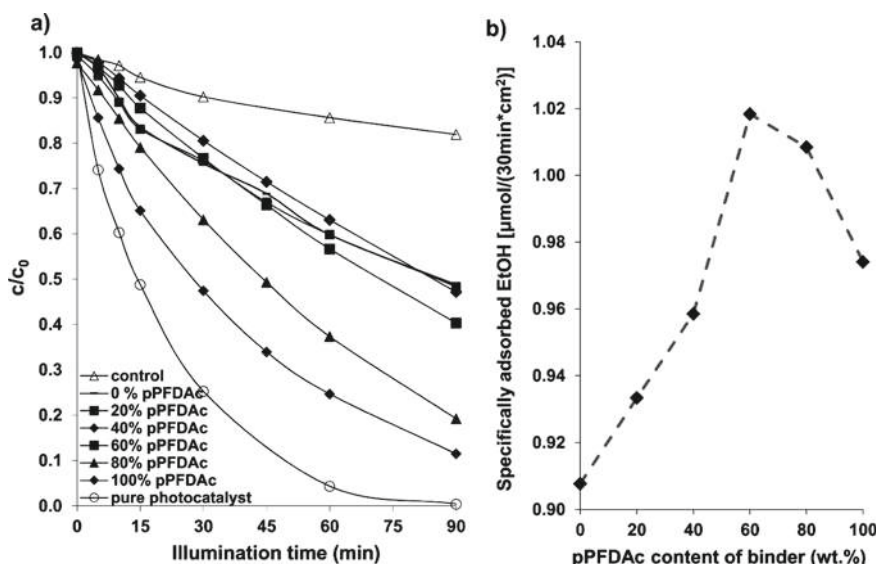 a)
1.0
0.9
0.8
0.7
0.6
0.5
0.4
0.3
0.2
0.1
0.0
c/c0
control
0 % pPFDAc
20% pPFDAc
40% pPFDAc
60% pPFDAc
80% pPFDAc
100% pPFDAc
pure photocatalyst
0 15 30 45 60 75 90
Illumination time (min)
b)
1.04
1.02
1.00
0.98
0.96
0.94
0.92
0.90
Specifically adsorbed EtOH [µmol/(30min*cm²)]
0 20 40 60 80 100
pPFDAc content of binder (wt.%)